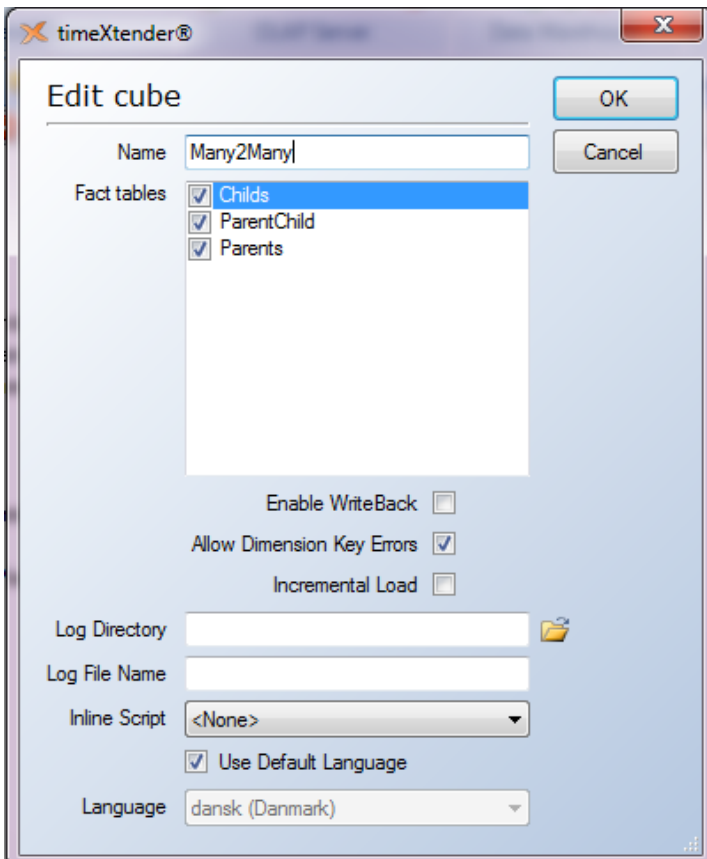 timeXtender®
Edit cube
OK
Name Many2Many
Cancel
Fact tables
Childs
ParentChild
Parents
Enable WriteBack
Allow Dimension Key Errors
Incremental Load
Log Directory
Log File Name
Inline Script <None>
Use Default Language
Language dansk (Danmark)